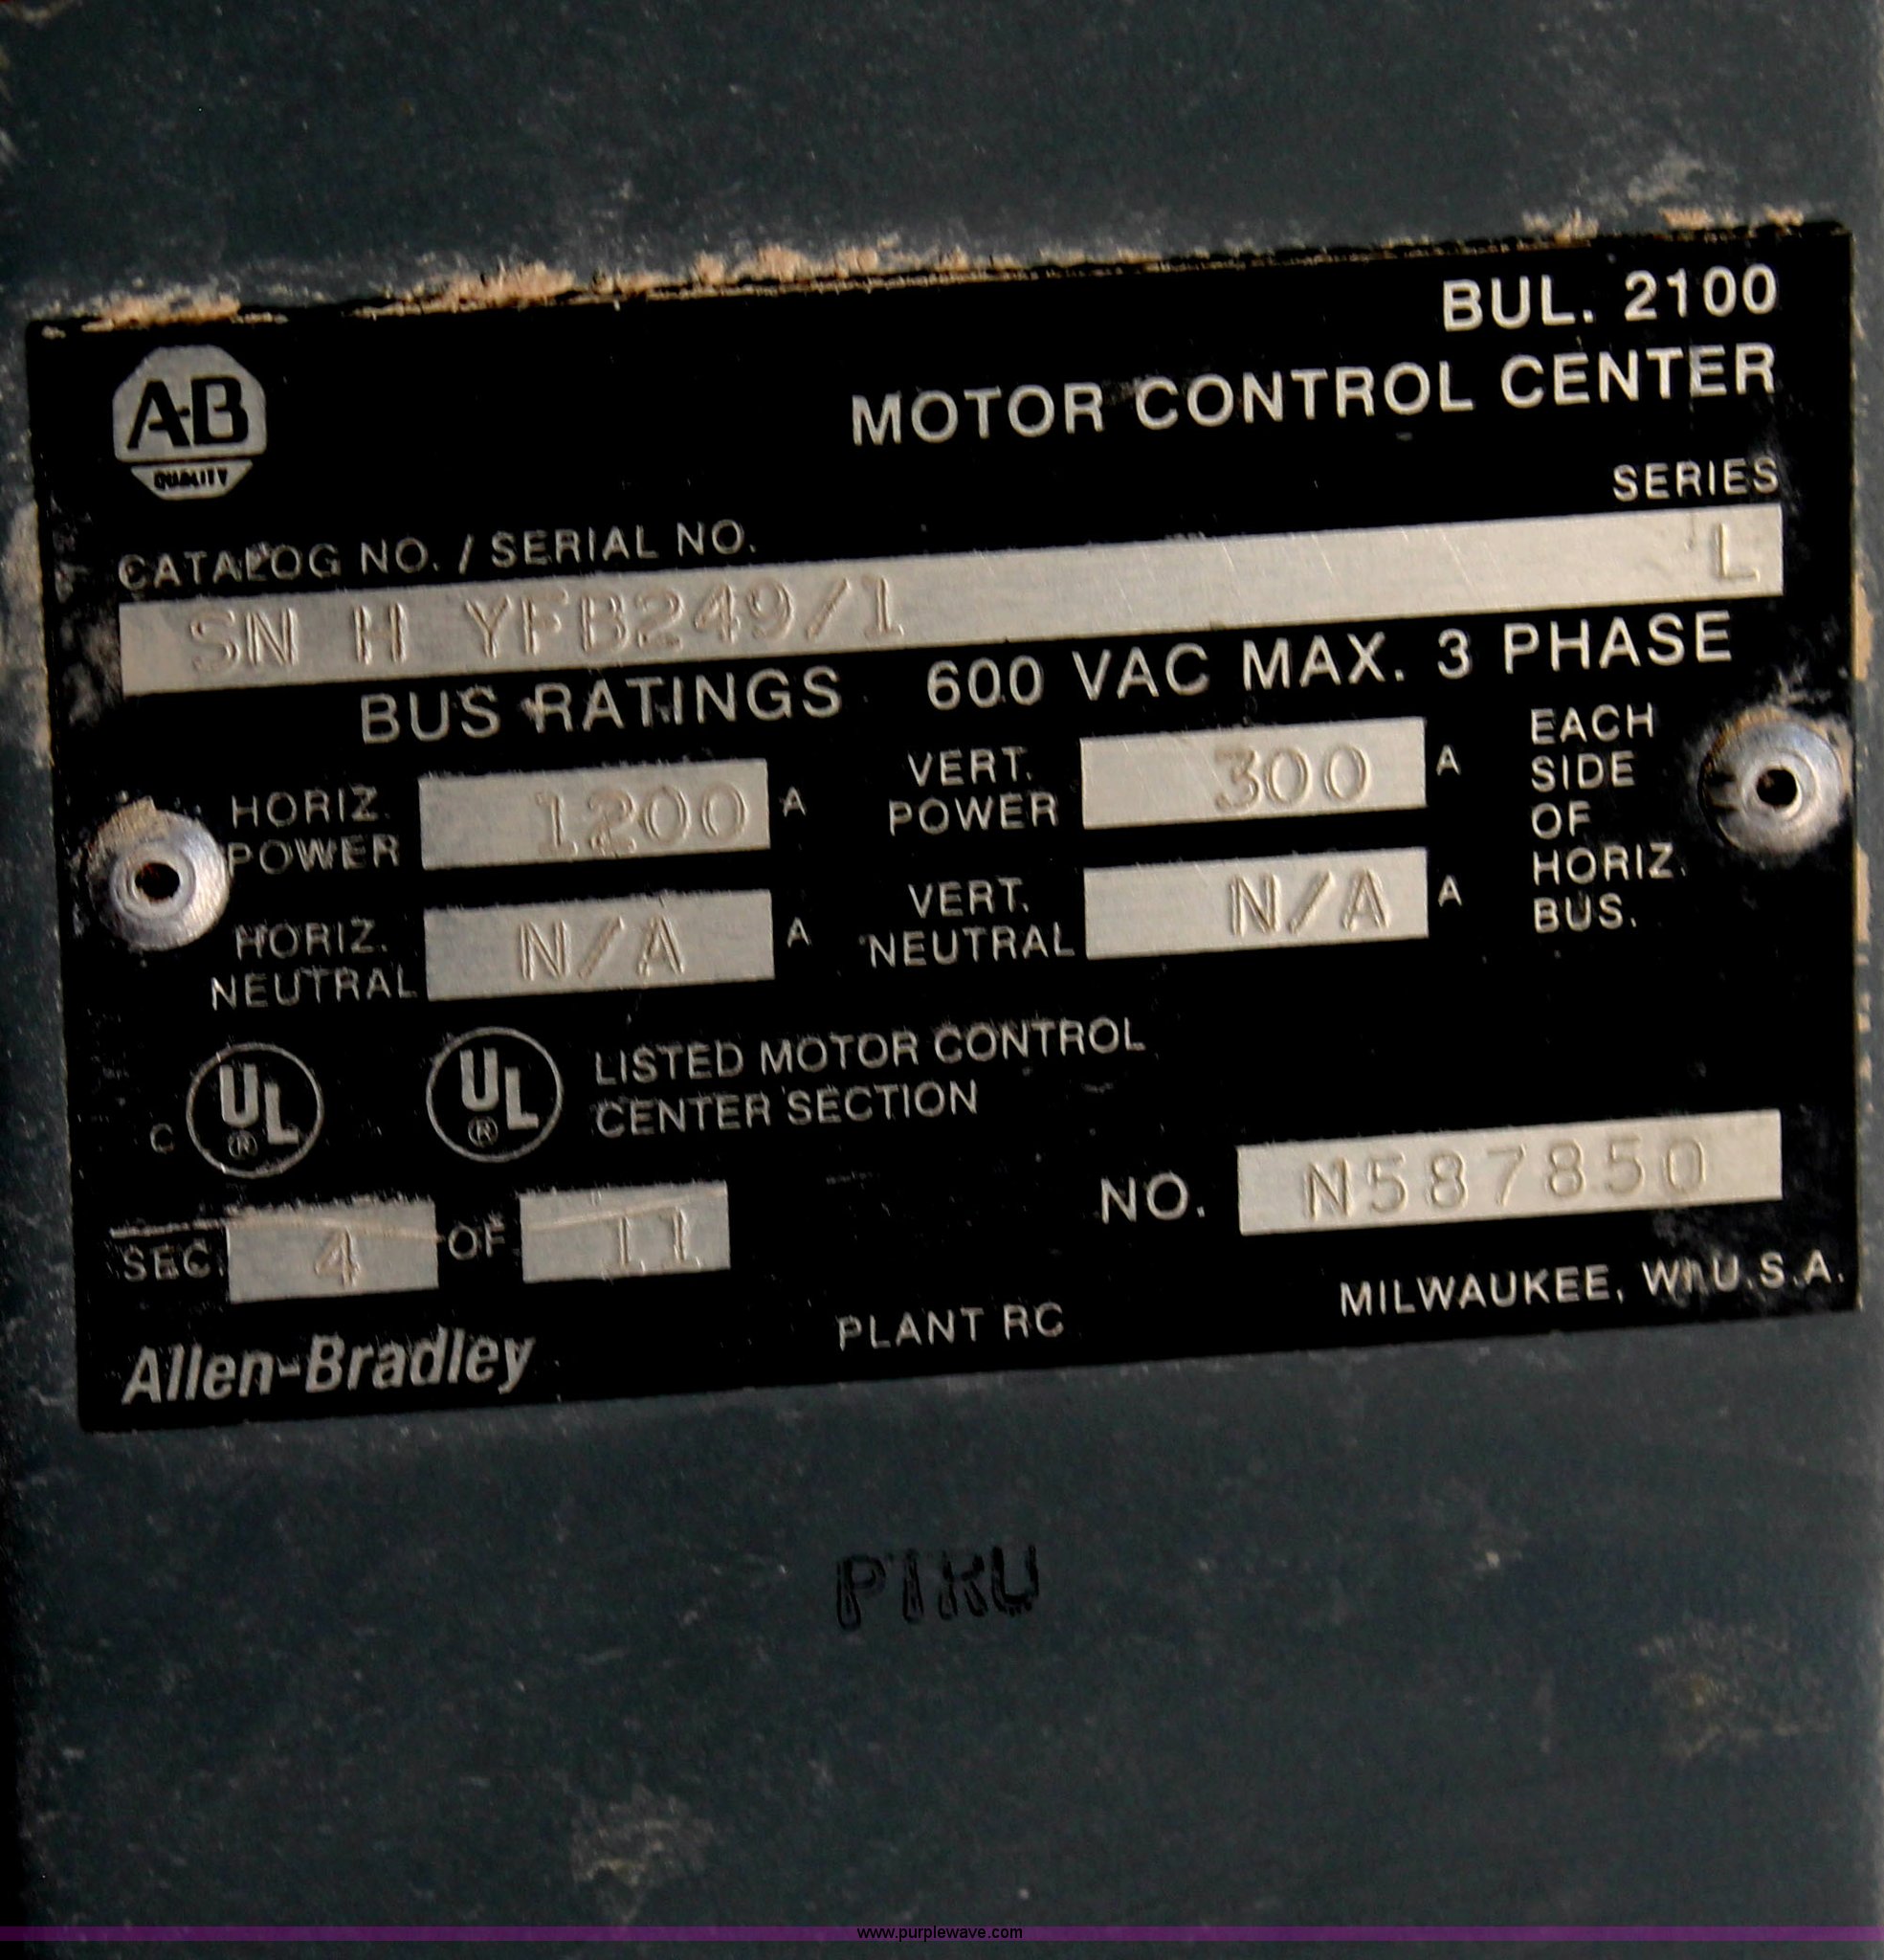 BUL. 2100
A-B
QUALITY
MOTOR CONTROL CENTER
SERIES
CATALOG NO. / SERIAL NO.
SN H YFB249/1 L
BUS RATINGS 600 VAC MAX. 3 PHASE
HORIZ. POWER 1200 A VERT. POWER 300 A
HORIZ. NEUTRAL N/A A VERT. NEUTRAL N/A A
EACH
SIDE
OF
HORIZ.
BUS.
C UL ® UL ® LISTED MOTOR CONTROL
CENTER SECTION
NO. N587850
SEC. 4 OF 11
MILWAUKEE, WI U.S.A.
Allen-Bradley PLANT RC
www.purplewave.com